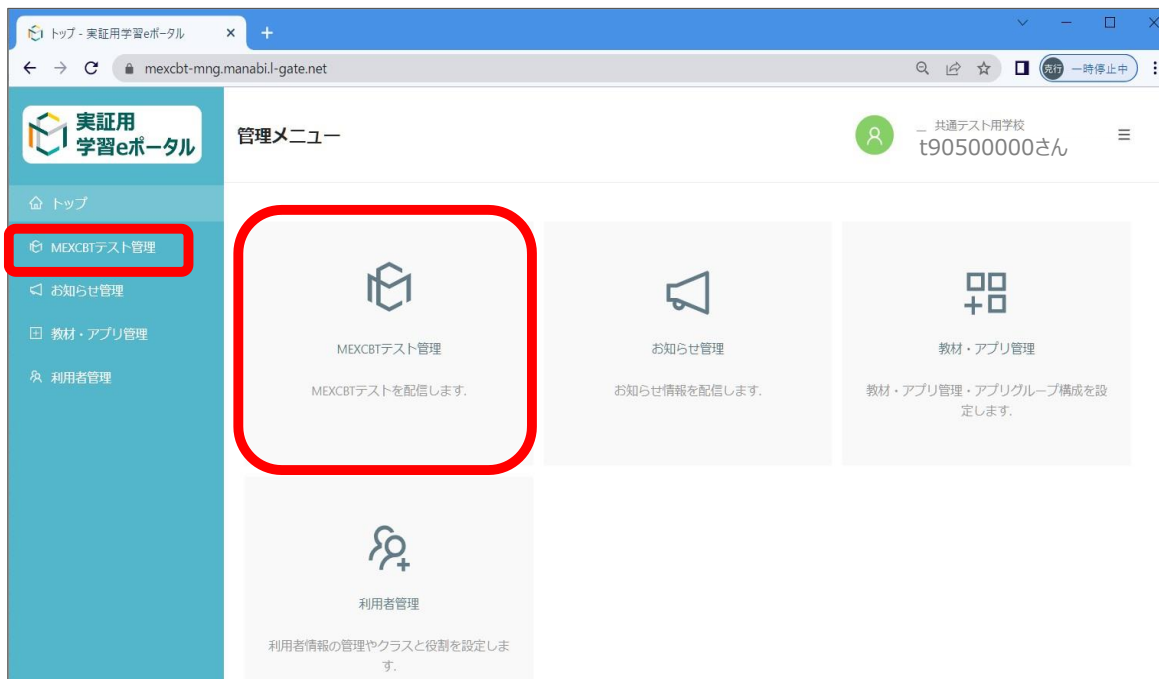 トップ - 実証用学習eポータル
mexcbt-mng.manabi.l-gate.net
克行 一時停止中
実証用
学習eポータル
管理メニュー
_ 共通テスト用学校
t90500000さん
トップ
MEXCBTテスト管理
お知らせ管理
教材・アプリ管理
利用者管理
MEXCBTテスト管理
MEXCBTテストを配信します.
お知らせ管理
お知らせ情報を配信します.
教材・アプリ管理
教材・アプリ管理・アプリグループ構成を設
定します.
利用者管理
利用者情報の管理やクラスと役割を設定しま
す.